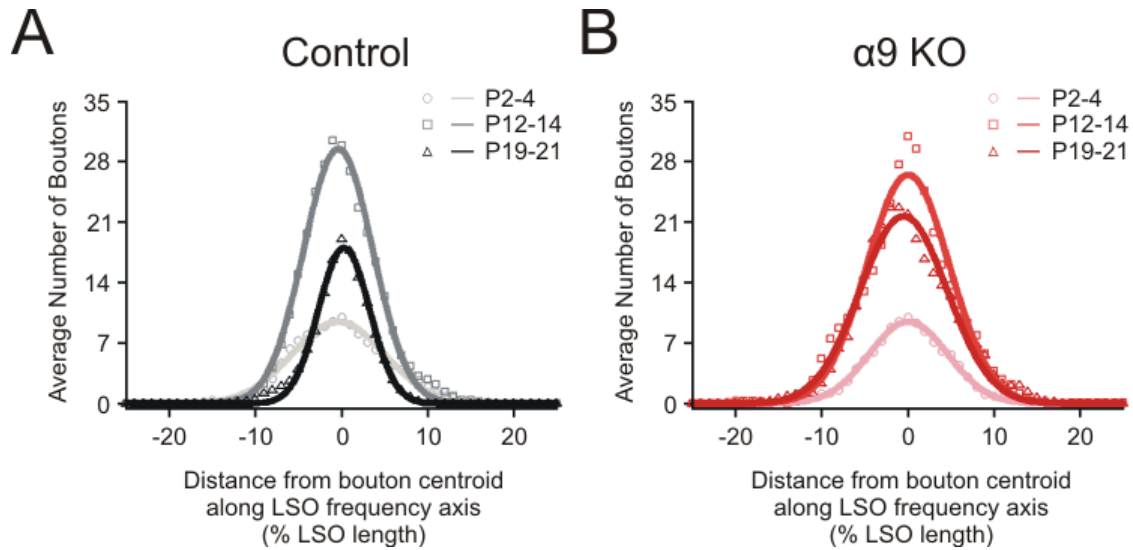 A
Control
Average Number of Boutons
35
28
21
14
7
0
P2-4
P12-14
P19-21
-20 -10 0 10 20
Distance from bouton centroid
along LSO frequency axis
(% LSO length)
B
α9 KO
Average Number of Boutons
35
28
21
14
7
0
P2-4
P12-14
P19-21
-20 -10 0 10 20
Distance from bouton centroid
along LSO frequency axis
(% LSO length)